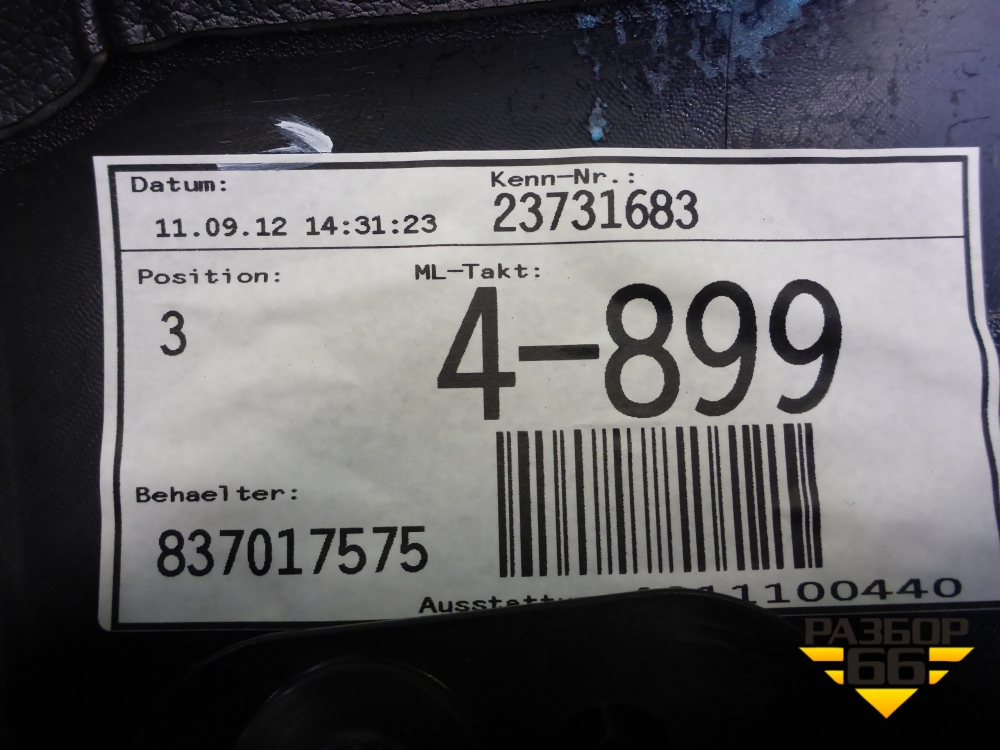 Datum:
Kenn-Nr.:
11.09.12 14:31:23
23731683
Position:
ML-Takt:
3
4-899
Behaelter:
837017575
1100440
РАЗБОР
66